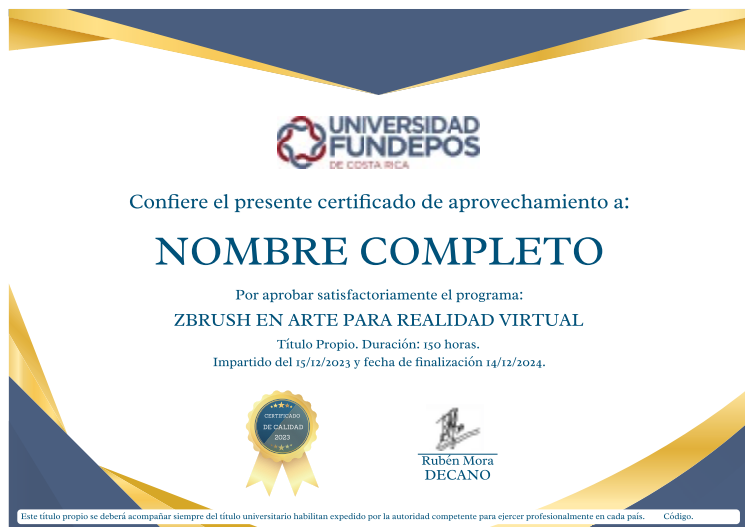 UNIVERSIDAD
FUNDEPOS
DE COSTA RICA
Confiere el presente certificado de aprovechamiento a:
NOMBRE COMPLETO
Por aprobar satisfactoriamente el programa:
ZBRUSH EN ARTE PARA REALIDAD VIRTUAL
Título Propio. Duración: 150 horas.
Impartido del 15/12/2023 y fecha de finalización 14/12/2024.
CERTIFICADO
DE CALIDAD
2023
Rubén Mora
DECANO
Este título propio se deberá acompañar siempre del título universitario habilitan expedido por la autoridad competente para ejercer profesionalmente en cada país. Código.